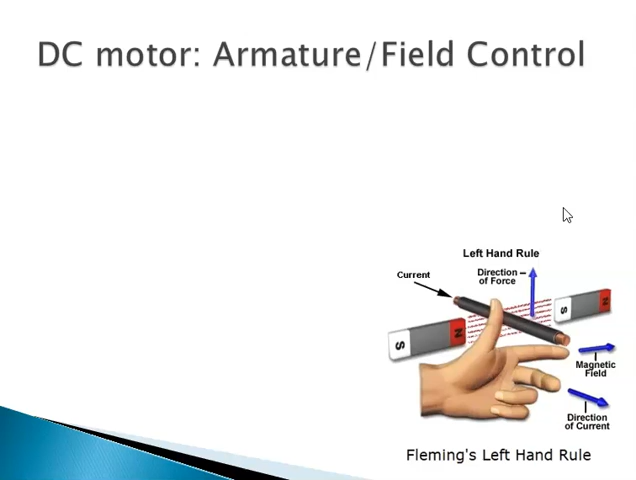 DC motor: Armature/Field Control
Left Hand Rule
Current
Direction
of Force
S
N
S
N
Magnetic
Field
Direction
of Current
Fleming's Left Hand Rule